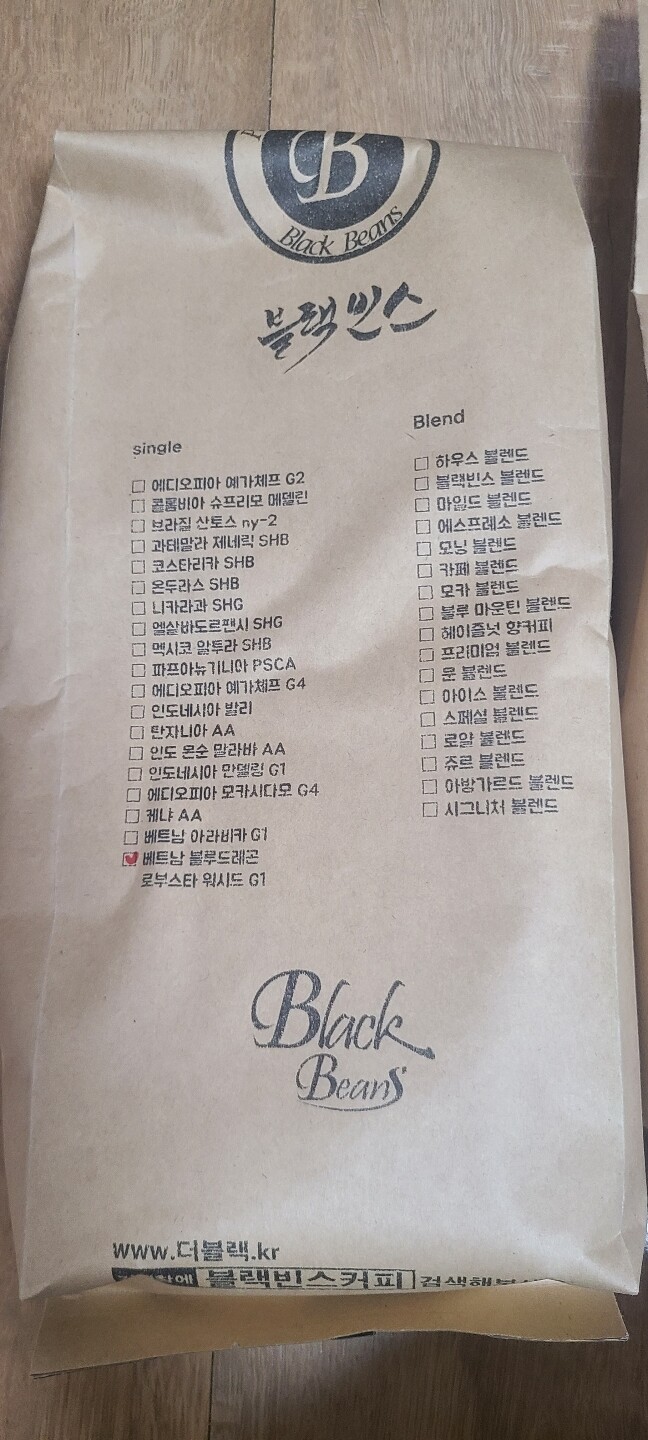 B
Black Beans
블랙빈스
single
□ 에디오피아 예가체프 G2
□ 콜롬비아 슈프리모 메델린
□ 브라질 산토스 ny-2
□ 과테말라 제네릭 SHB
□ 코스타리카 SHB
□ 온두라스 SHB
□ 니카라과 SHG
□ 엘살바도르팬시 SHG
□ 멕시코 알투라 SHB
□ 파프아뉴기니아 PSCA
□ 에디오피아 예가체프 G4
□ 인도네시아 발리
□ 탄자니아 AA
□ 인도 몬순 말라바 AA
□ 인도네시아 만델링 G1
□ 에디오피아 모카시다모 G4
□ 케냐 AA
□ 베트남 아라비카 G1
☑ 베트남 블루드래곤
로부스타 워시드 G1
Blend
□ 하우스 블렌드
□ 블랙빈스 블렌드
□ 마일드 블렌드
□ 에스프레소 블렌드
□ 모닝 블렌드
□ 카페 블렌드
□ 모카 블렌드
□ 블루 마운틴 블렌드
□ 헤이즐넛 향커피
□ 프리미엄 블렌드
□ 문 블렌드
□ 아이스 블렌드
□ 스페셜 블렌드
□ 로얄 블렌드
□ 쥬르 블렌드
□ 아방가르드 블렌드
□ 시그니처 블렌드
Black
Beans
www.더블랙.kr
블랙빈스커피